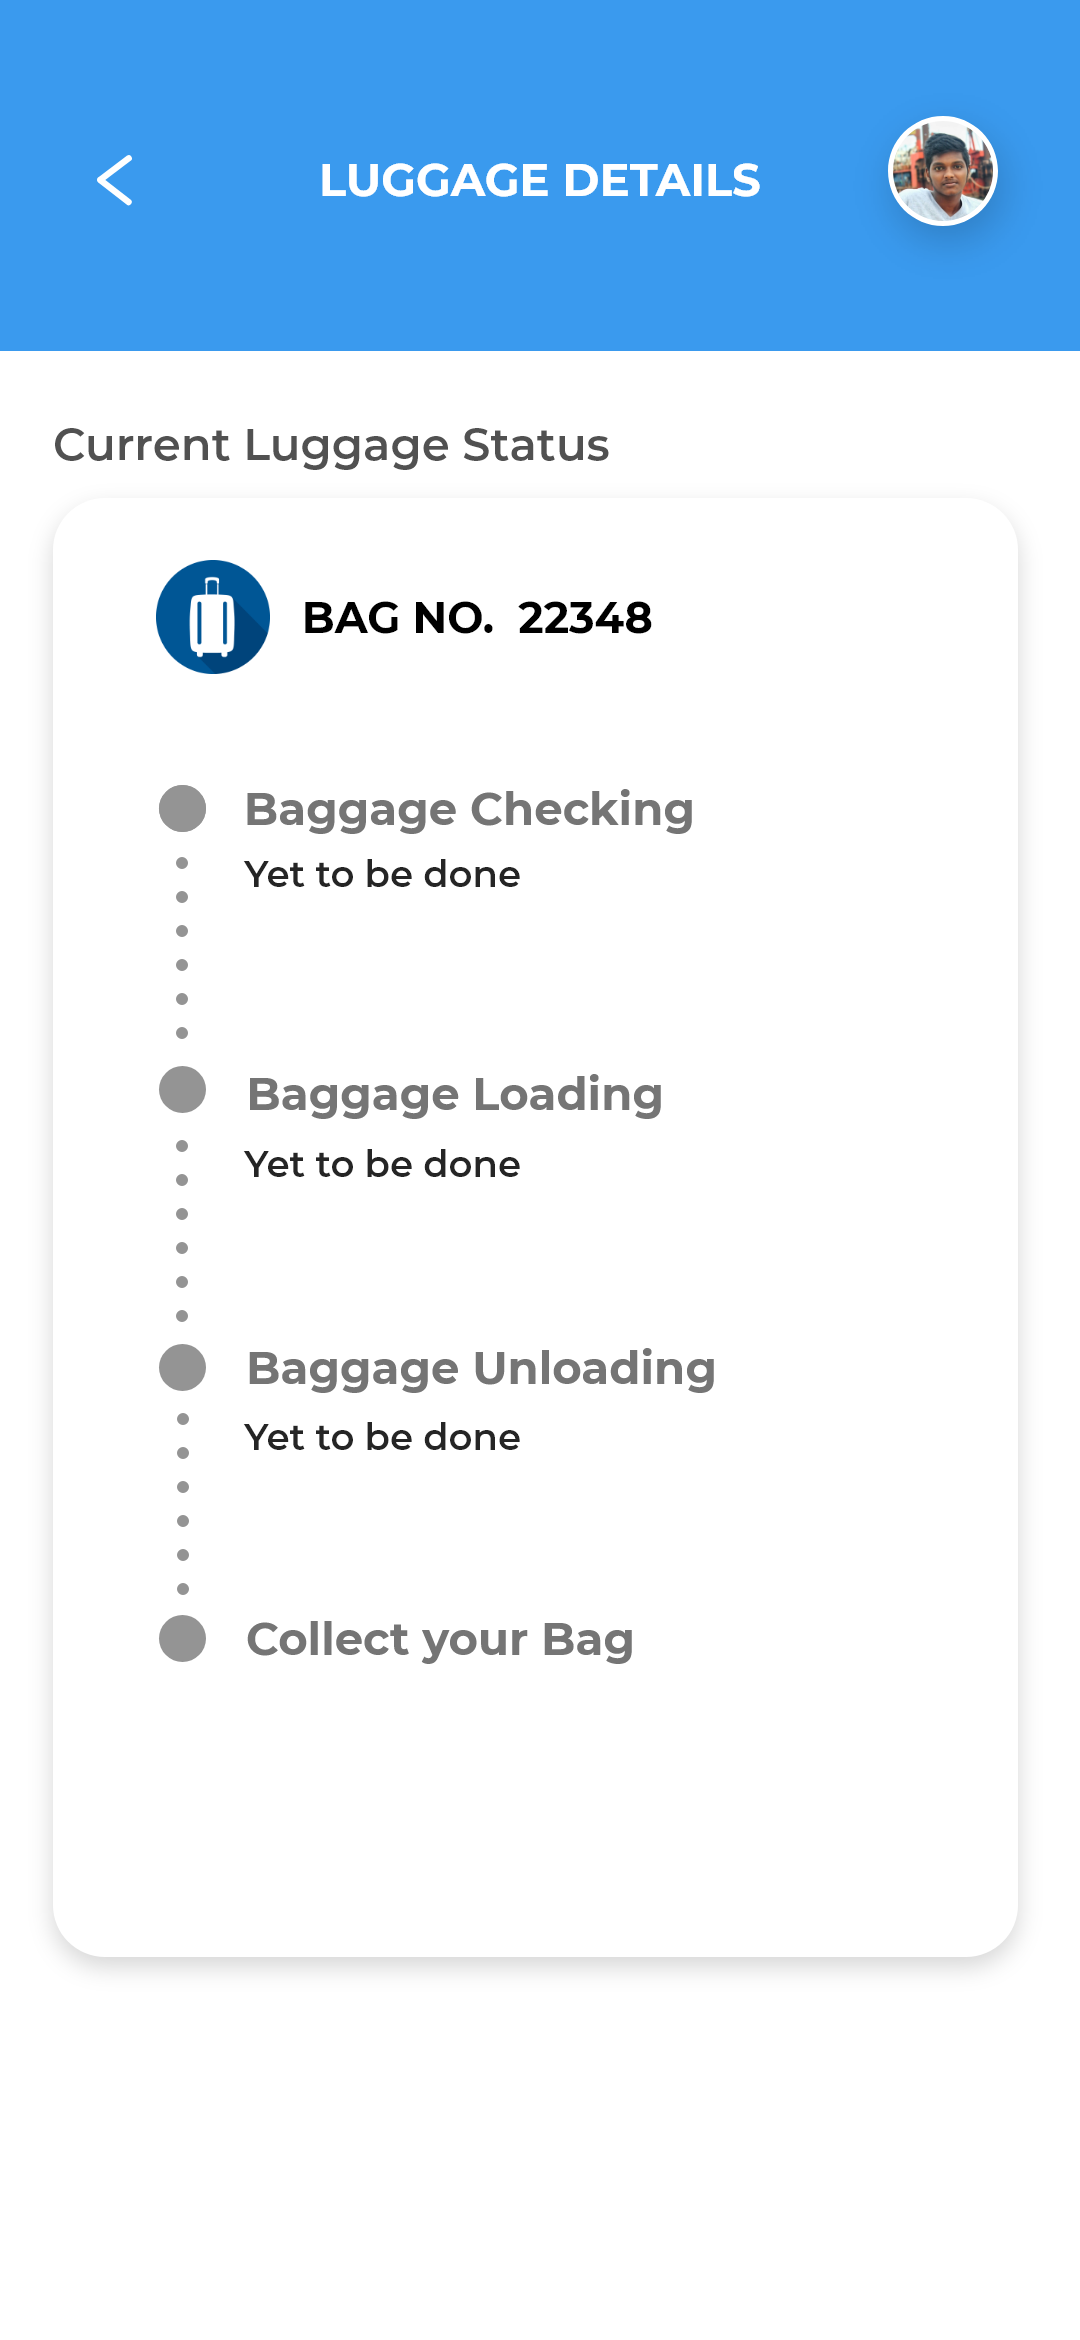 LUGGAGE DETAILS
Current Luggage Status
BAG NO. 22348
Baggage Checking
Yet to be done
Baggage Loading
Yet to be done
Baggage Unloading
Yet to be done
Collect your Bag